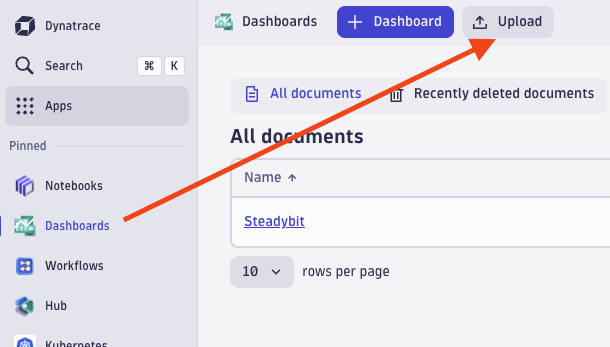 Dynatrace
Search ⌘ K
Apps
Pinned
Notebooks
Dashboards
Workflows
Hub
Kubernetes
Dashboards + Dashboard Upload
All documents Recently deleted documents
All documents
Name ↑
Steadybit
10 rows per page